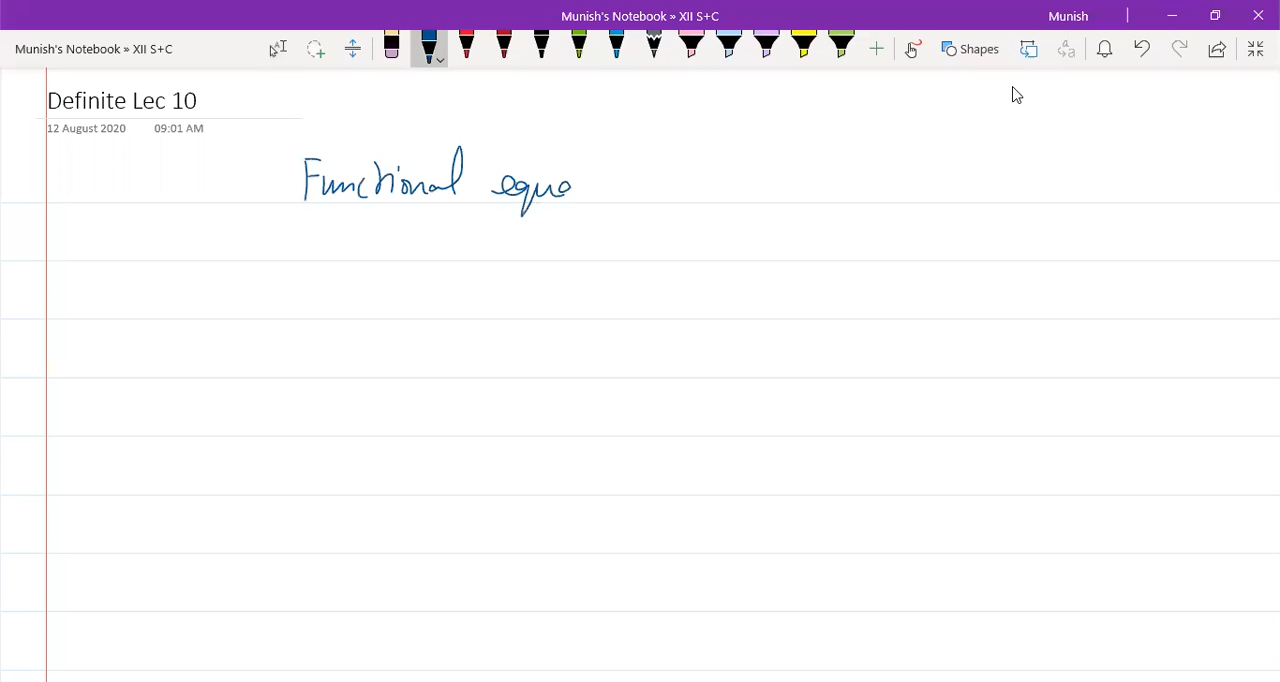 Munish's Notebook » XII S+C
Munish
Munish's Notebook » XII S+C
Shapes
Definite Lec 10
12 August 2020 09:01 AM
Functional equa